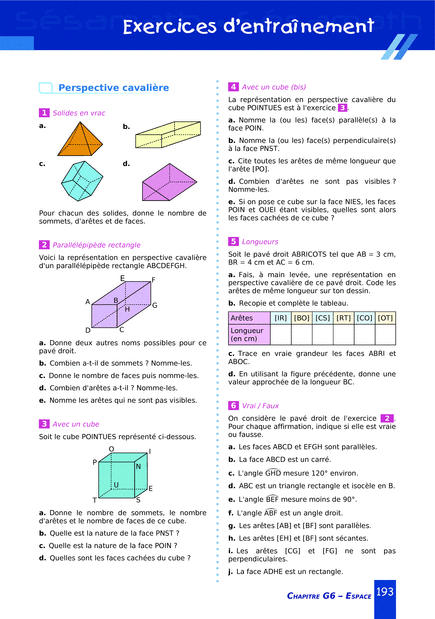 Exercices d'entraînement
Perspective cavalière
1 Solides en vrac
a.
b.
c.
d.
Pour chacun des solides, donne le nombre de
sommets, d'arêtes et de faces.
2 Parallélépipède rectangle
Voici la représentation en perspective cavalière
d'un parallélépipède rectangle ABCDEFGH.
E
F
A
B
H
G
D
C
a. Donne deux autres noms possibles pour ce
pavé droit.
b. Combien a-t-il de sommets ? Nomme-les.
c. Donne le nombre de faces puis nomme-les.
d. Combien d'arêtes a-t-il ? Nomme-les.
e. Nomme les arêtes qui ne sont pas visibles.
3 Avec un cube
Soit le cube POINTUES représenté ci-dessous.
O
I
P
N
U
E
T
S
a. Donne le nombre de sommets, le nombre
d'arêtes et le nombre de faces de ce cube.
b. Quelle est la nature de la face PNST ?
c. Quelle est la nature de la face POIN ?
d. Quelles sont les faces cachées du cube ?
4 Avec un cube (bis)
La représentation en perspective cavalière du
cube POINTUES est à l'exercice 3.
a. Nomme la (ou les) face(s) parallèle(s) à la
face POIN.
b. Nomme la (ou les) face(s) perpendiculaire(s)
à la face PNST.
c. Cite toutes les arêtes de même longueur que
l'arête [PO].
d. Combien d'arêtes ne sont pas visibles ?
Nomme-les.
e. Si on pose ce cube sur la face NIES, les faces
POIN et OUEI étant visibles, quelles sont alors
les faces cachées de ce cube ?
5 Longueurs
Soit le pavé droit ABRICOTS tel que AB = 3 cm,
BR = 4 cm et AC = 6 cm.
a. Fais, à main levée, une représentation en
perspective cavalière de ce pavé droit. Code les
arêtes de même longueur sur ton dessin.
b. Recopie et complète le tableau.
Arêtes [IR] [BO] [CS] [RT] [CO] [OT]
Longueur
(en cm)
c. Trace en vraie grandeur les faces ABRI et
ABOC.
d. En utilisant la figure précédente, donne une
valeur approchée de la longueur BC.
6 Vrai / Faux
On considère le pavé droit de l'exercice 2.
Pour chaque affirmation, indique si elle est vraie
ou fausse.
a. Les faces ABCD et EFGH sont parallèles.
b. La face ABCD est un carré.
c. L'angle GHD mesure 120° environ.
d. ABC est un triangle rectangle et isocèle en B.
e. L'angle BEF mesure moins de 90°.
f. L'angle ABF est un angle droit.
g. Les arêtes [AB] et [BF] sont parallèles.
h. Les arêtes [EH] et [BF] sont sécantes.
i. Les arêtes [CG] et [FG] ne sont pas
perpendiculaires.
j. La face ADHE est un rectangle.
CHAPITRE G6 – ESPACE 193